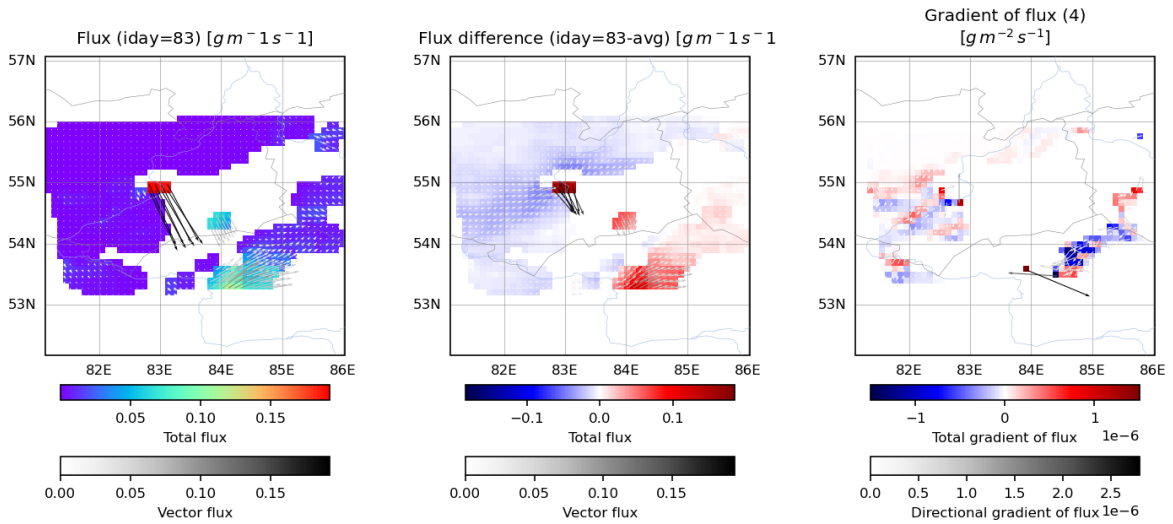 Flux (iday=83) [g m⁻1 s⁻1]
57N
56N
55N
54N
53N
82E 83E 84E 85E 86E
0.05 0.10 0.15
Total flux
0.00 0.05 0.10 0.15
Vector flux
Flux difference (iday=83-avg) [g m⁻1 s⁻1
57N
56N
55N
54N
53N
82E 83E 84E 85E 86E
−0.1 0.0 0.1
Total flux
0.00 0.05 0.10 0.15
Vector flux
Gradient of flux (4)
[g m⁻² s⁻¹]
57N
56N
55N
54N
53N
82E 83E 84E 85E 86E
−1 0 1
Total gradient of flux 1e−6
0.0 0.5 1.0 1.5 2.0 2.5
Directional gradient of flux 1e−6